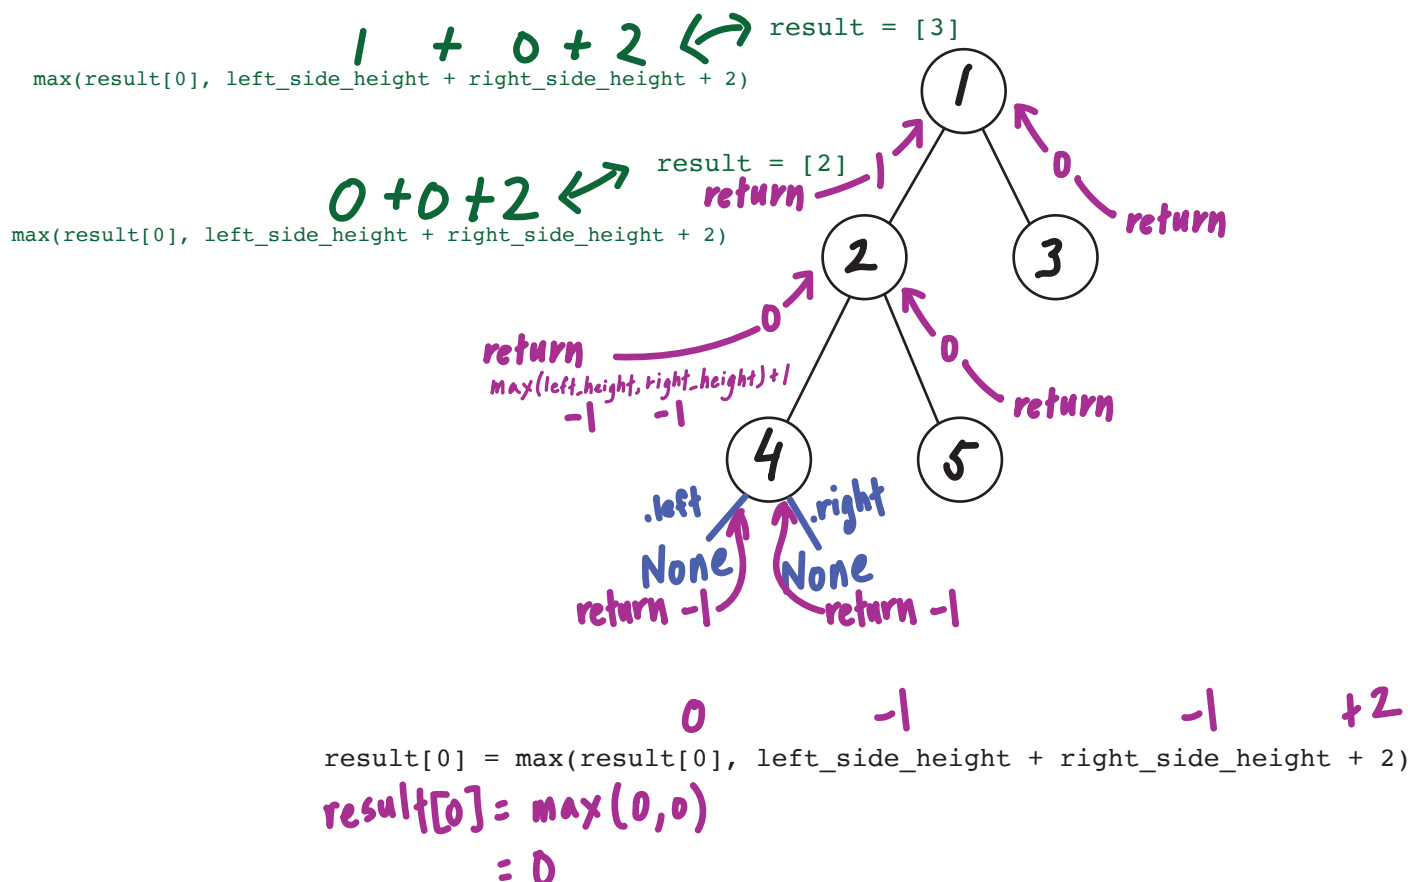 1 + 0 + 2
result = [3]
max(result[0], left_side_height + right_side_height + 2)
1
result = [2]
0 + 0 + 2
return 1
0
return
max(result[0], left_side_height + right_side_height + 2)
2
3
0
return
max(left_height, right_height)+1
-1 -1
0
return
4
5
.left
.right
None
None
return -1
return -1
0 -1 -1 +2
result[0] = max(result[0], left_side_height + right_side_height + 2)
result[0] = max(0,0)
= 0